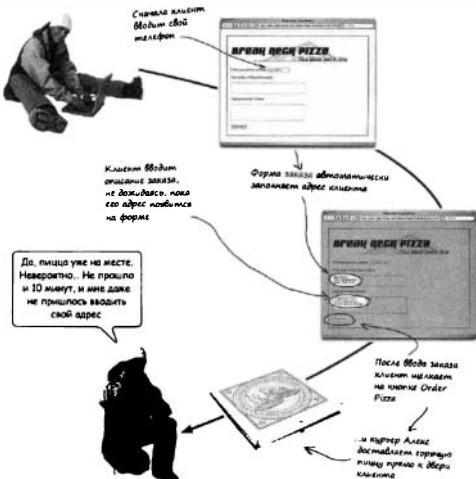 Сначала клиент
вводит свой
телефон
BREAK NECK PIZZA
Клиент вводит
описание заказа,
не дожидаясь, пока
его адрес появится
на форме
Форма заказа автоматически
заполняет адрес клиента
BREAK NECK PIZZA
Да, пицца уже на месте.
Невероятно... Не прошло
и 10 минут, и мне даже
не пришлось вводить
свой адрес
После ввода заказа
клиент щелкает
на кнопке Order
Pizza
...и курьер Алекс
доставляет горячую
пиццу прямо к двери
клиента